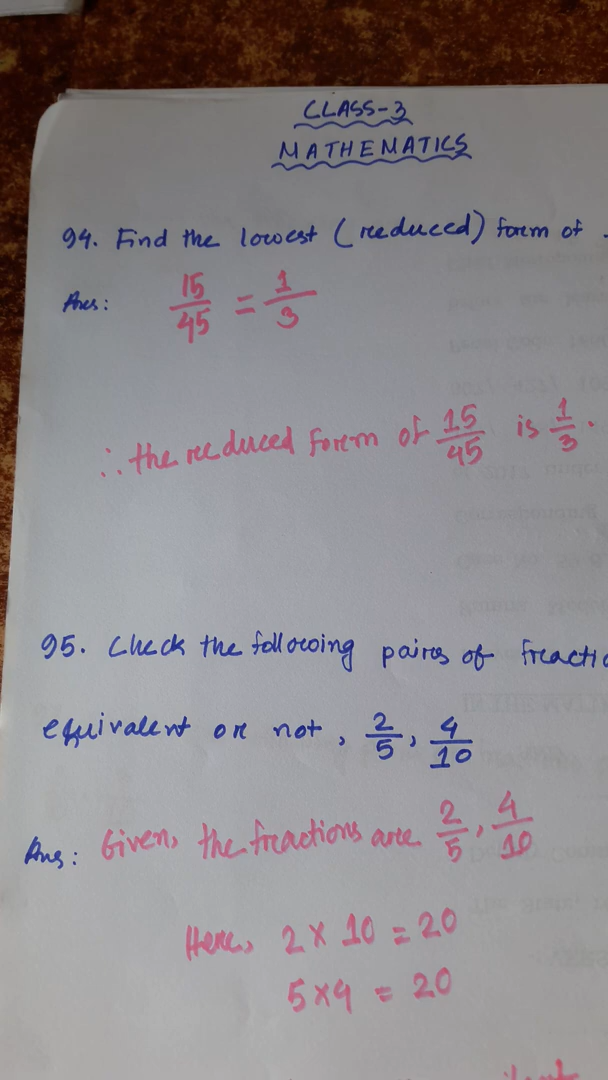 CLASS-3
MATHEMATICS
94. Find the lowest (reduced) form of
Ans: 15/45 = 1/3
∴ the reduced form of 15/45 is 1/3.
95. Check the following pairs of fractio
equivalent or not, 2/5, 4/10
Ans: Given, the fractions are 2/5, 4/10
Here, 2 × 10 = 20
5 × 4 = 20